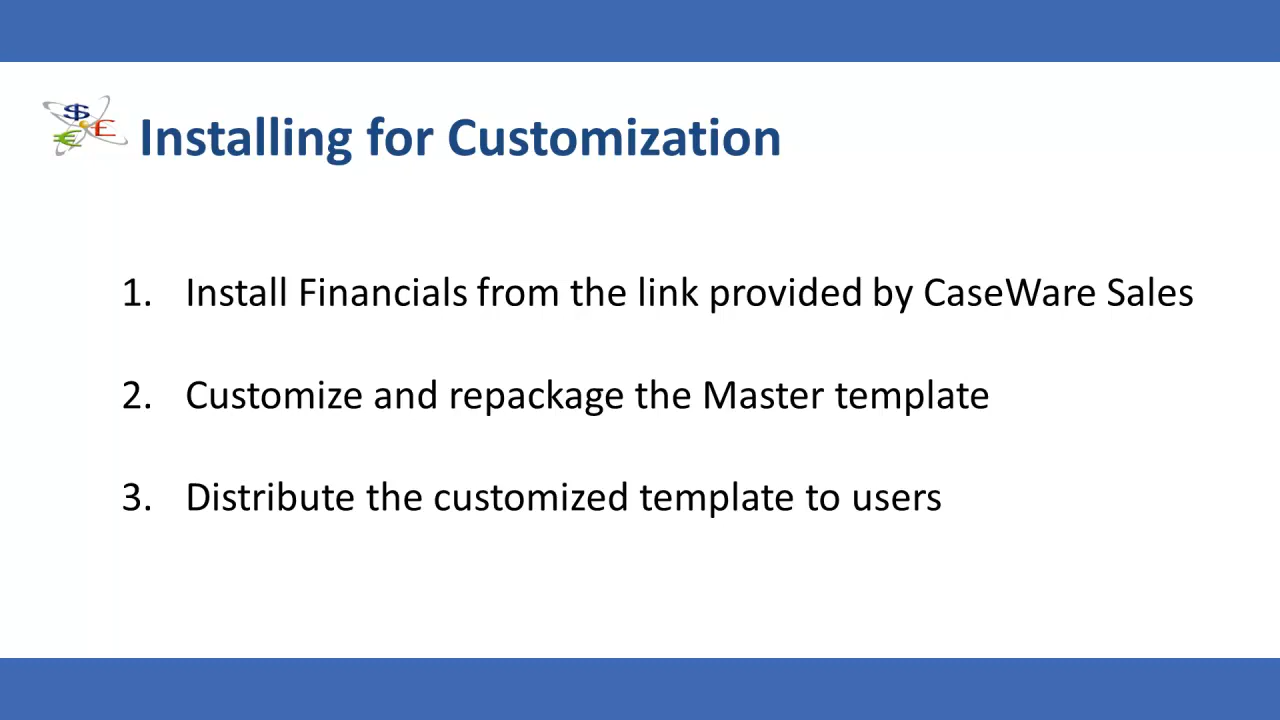 Installing for Customization
1. Install Financials from the link provided by CaseWare Sales
2. Customize and repackage the Master template
3. Distribute the customized template to users